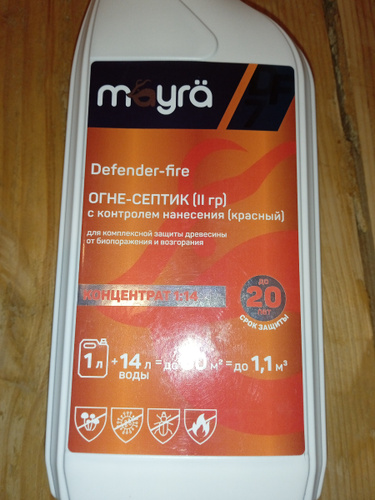 mayrä
Defender-fire
ОГНЕ-СЕПТИК (II гр)
с контролем нанесения (красный)
для комплексной защиты древесины
от биопоражения и возгорания
КОНЦЕНТРАТ 1:14
ДО
20
ЛЕТ
СРОК ЗАЩИТЫ
1 л + 14 л = до м² = до 1,1 м³
ВОДЫ